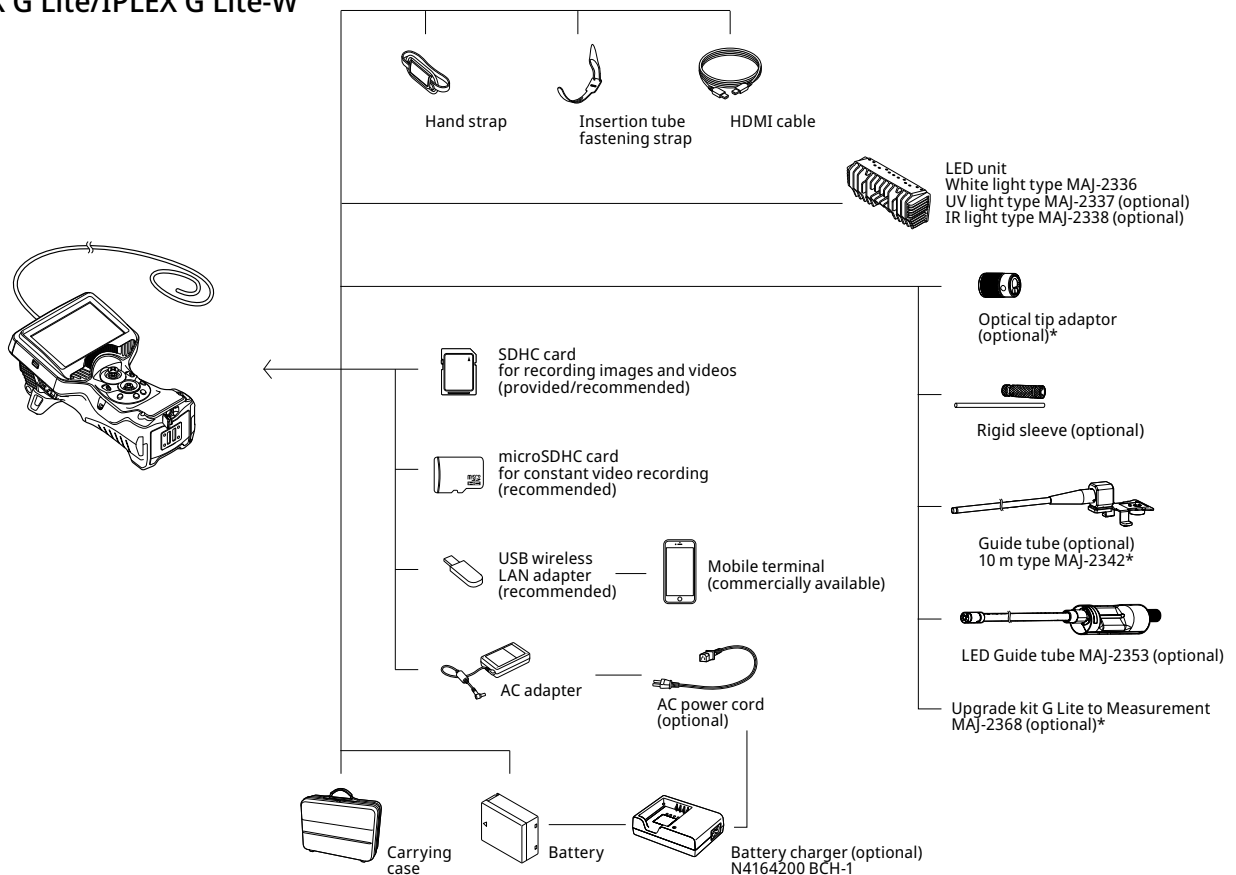 G Lite/IPLEX G Lite-W
Hand strap
Insertion tube
fastening strap
HDMI cable
LED unit
White light type MAJ-2336
UV light type MAJ-2337 (optional)
IR light type MAJ-2338 (optional)
Optical tip adaptor
(optional)*
SDHC card
for recording images and videos
(provided/recommended)
Rigid sleeve (optional)
microSDHC card
for constant video recording
(recommended)
Guide tube (optional)
10 m type MAJ-2342*
USB wireless
LAN adapter
(recommended)
Mobile terminal
(commercially available)
LED Guide tube MAJ-2353 (optional)
AC adapter
AC power cord
(optional)
Upgrade kit G Lite to Measurement
MAJ-2368 (optional)*
Carrying
case
Battery
Battery charger (optional)
N4164200 BCH-1